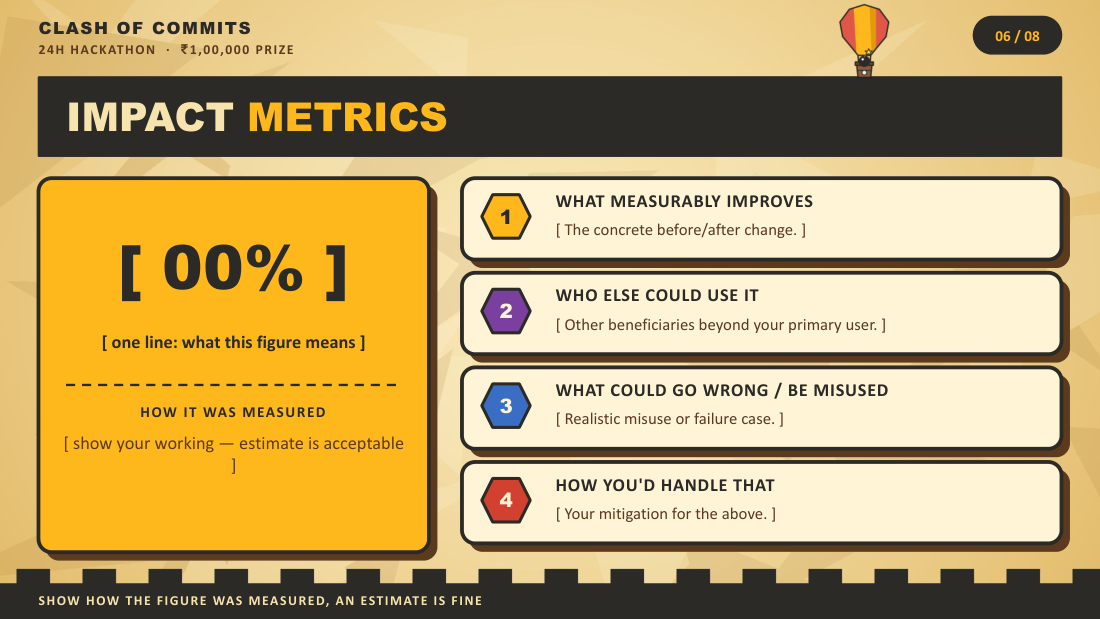 CLASH OF COMMITS
24H HACKATHON · ₹1,00,000 PRIZE
06 / 08
IMPACT METRICS
[ 00% ]
[ one line: what this figure means ]
HOW IT WAS MEASURED
[ show your working — estimate is acceptable
]
1
WHAT MEASURABLY IMPROVES
[ The concrete before/after change. ]
2
WHO ELSE COULD USE IT
[ Other beneficiaries beyond your primary user. ]
3
WHAT COULD GO WRONG / BE MISUSED
[ Realistic misuse or failure case. ]
4
HOW YOU'D HANDLE THAT
[ Your mitigation for the above. ]
SHOW HOW THE FIGURE WAS MEASURED, AN ESTIMATE IS FINE